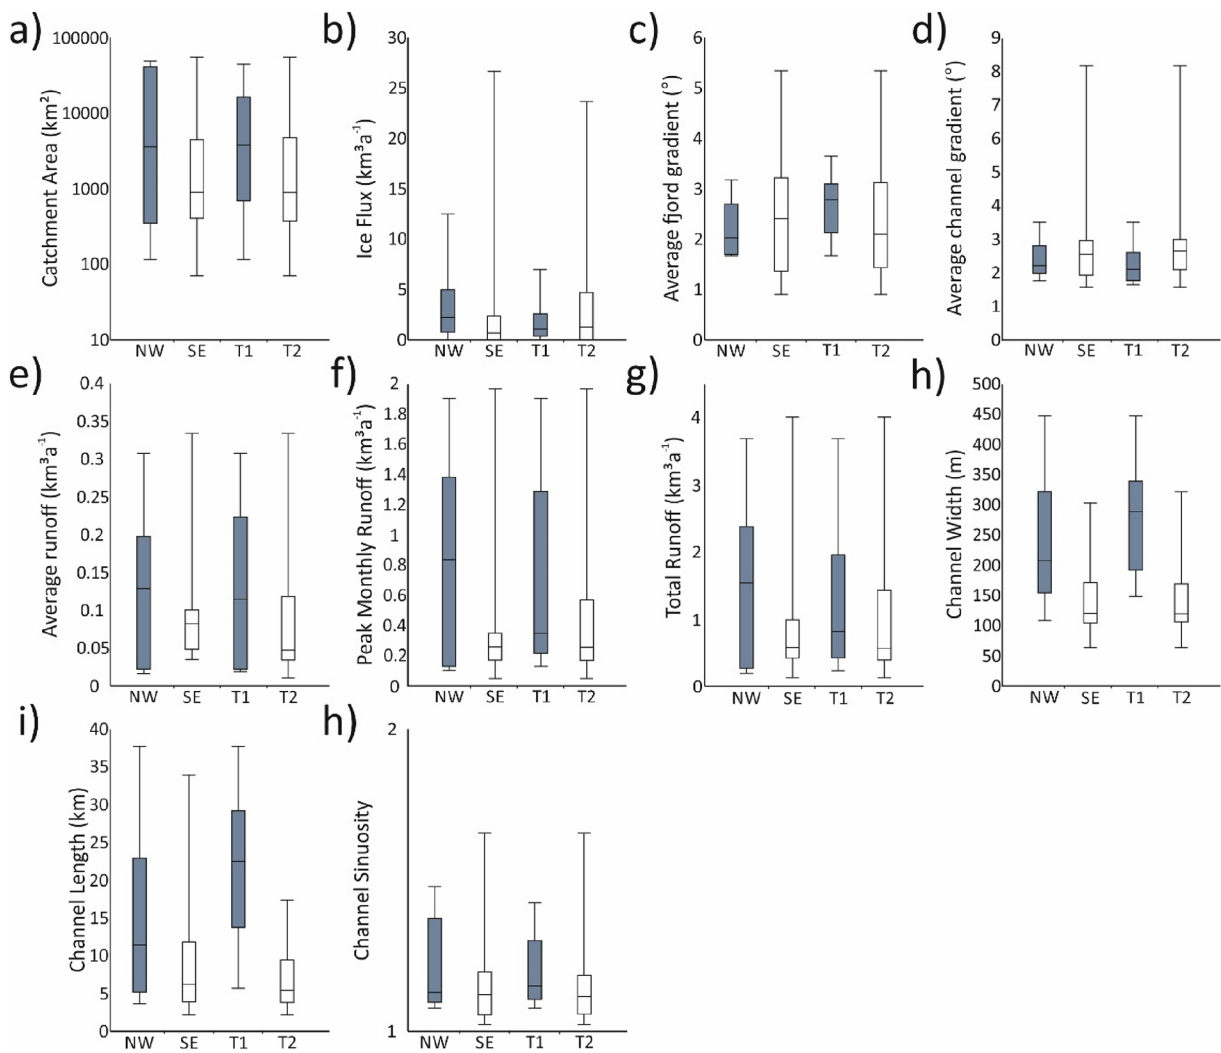 a)
Catchment Area (km²)
100000
10000
1000
100
10
NW SE T1 T2
b)
Ice Flux (km³a⁻¹)
30
25
20
15
10
5
0
NW SE T1 T2
c)
Average fjord gradient (°)
6
5
4
3
2
1
0
NW SE T1 T2
d)
Average channel gradient (°)
9
8
7
6
5
4
3
2
1
0
NW SE T1 T2
e)
Average runoff (km³a⁻¹)
0.4
0.35
0.3
0.25
0.2
0.15
0.1
0.05
0
NW SE T1 T2
f)
Peak Monthly Runoff (km³a⁻¹)
2
1.8
1.6
1.4
1.2
1
0.8
0.6
0.4
0.2
0
NW SE T1 T2
g)
Total Runoff (km³a⁻¹)
4
3
2
1
0
NW SE T1 T2
h)
Channel Width (m)
500
450
400
350
300
250
200
150
100
50
0
NW SE T1 T2
i)
Channel Length (km)
40
35
30
25
20
15
10
5
0
NW SE T1 T2
h)
Channel Sinuosity
2
1
NW SE T1 T2